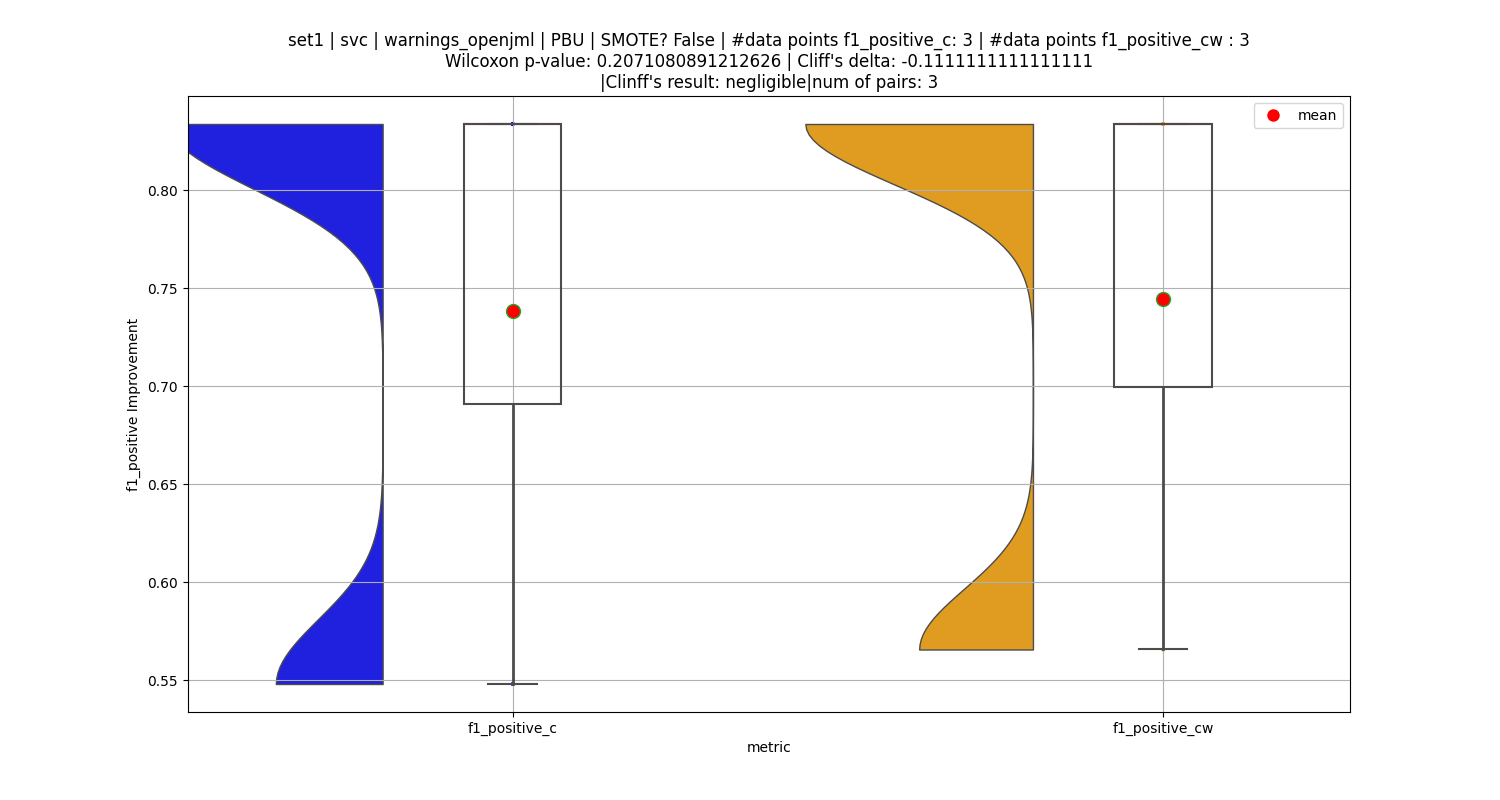 set1 | svc | warnings_openjml | PBU | SMOTE? False | #data points f1_positive_c: 3 | #data points f1_positive_cw : 3
Wilcoxon p-value: 0.2071080891212626 | Cliff's delta: -0.1111111111111111
|Clinff's result: negligible|num of pairs: 3
mean
f1_positive Improvement
0.80
0.75
0.70
0.65
0.60
0.55
f1_positive_c
f1_positive_cw
metric